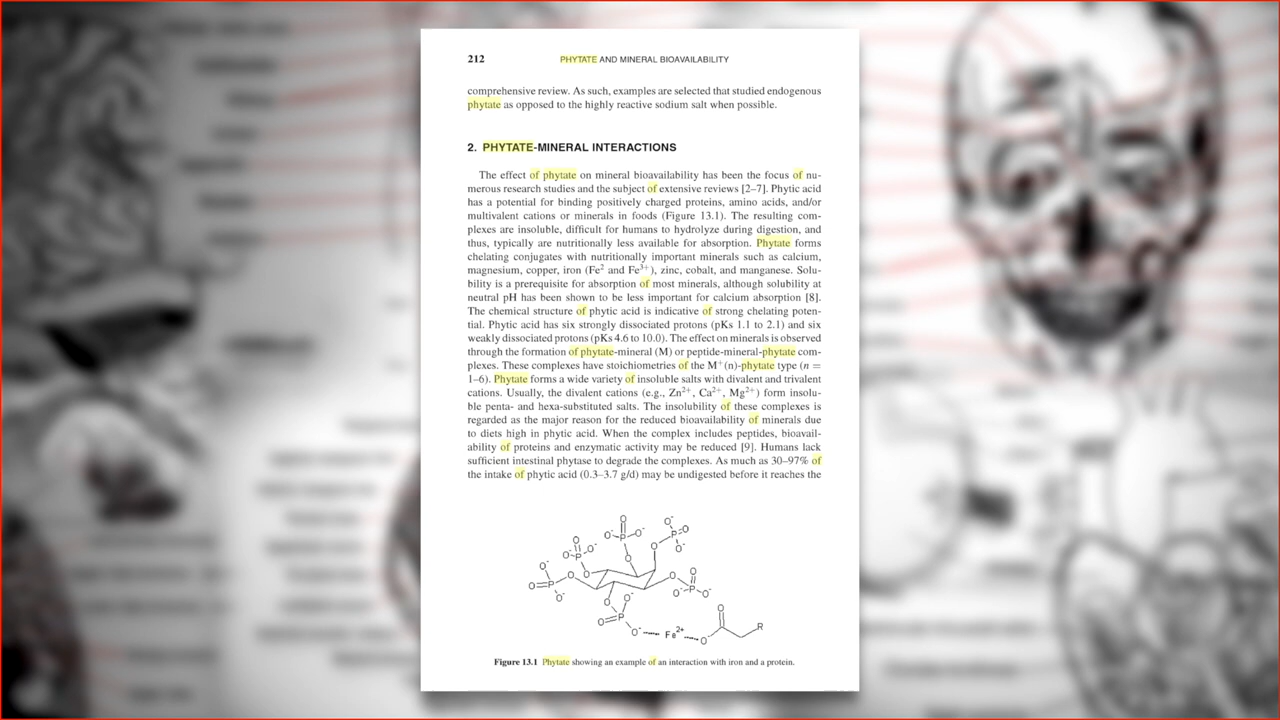 212 PHYTATE AND MINERAL BIOAVAILABILITY
comprehensive review. As such, examples are selected that studied endogenous
phytate as opposed to the highly reactive sodium salt when possible.
2. PHYTATE-MINERAL INTERACTIONS
The effect of phytate on mineral bioavailability has been the focus of nu-
merous research studies and the subject of extensive reviews [2–7]. Phytic acid
has a potential for binding positively charged proteins, amino acids, and/or
multivalent cations or minerals in foods (Figure 13.1). The resulting com-
plexes are insoluble, difficult for humans to hydrolyze during digestion, and
thus, typically are nutritionally less available for absorption. Phytate forms
chelating conjugates with nutritionally important minerals such as calcium,
magnesium, copper, iron (Fe² and Fe³⁺), zinc, cobalt, and manganese. Solu-
bility is a prerequisite for absorption of most minerals, although solubility at
neutral pH has been shown to be less important for calcium absorption [8].
The chemical structure of phytic acid is indicative of strong chelating poten-
tial. Phytic acid has six strongly dissociated protons (pKs 1.1 to 2.1) and six
weakly dissociated protons (pKs 4.6 to 10.0). The effect on minerals is observed
through the formation of phytate-mineral (M) or peptide-mineral-phytate com-
plexes. These complexes have stoichiometries of the M⁺(n)-phytate type (n =
1–6). Phytate forms a wide variety of insoluble salts with divalent and trivalent
cations. Usually, the divalent cations (e.g., Zn²⁺, Ca²⁺, Mg²⁺) form insolu-
ble penta- and hexa-substituted salts. The insolubility of these complexes is
regarded as the major reason for the reduced bioavailability of minerals due
to diets high in phytic acid. When the complex includes peptides, bioavail-
ability of proteins and enzymatic activity may be reduced [9]. Humans lack
sufficient intestinal phytase to degrade the complexes. As much as 30–97% of
the intake of phytic acid (0.3–3.7 g/d) may be undigested before it reaches the
Fe²⁺
R
Figure 13.1 Phytate showing an example of an interaction with iron and a protein.